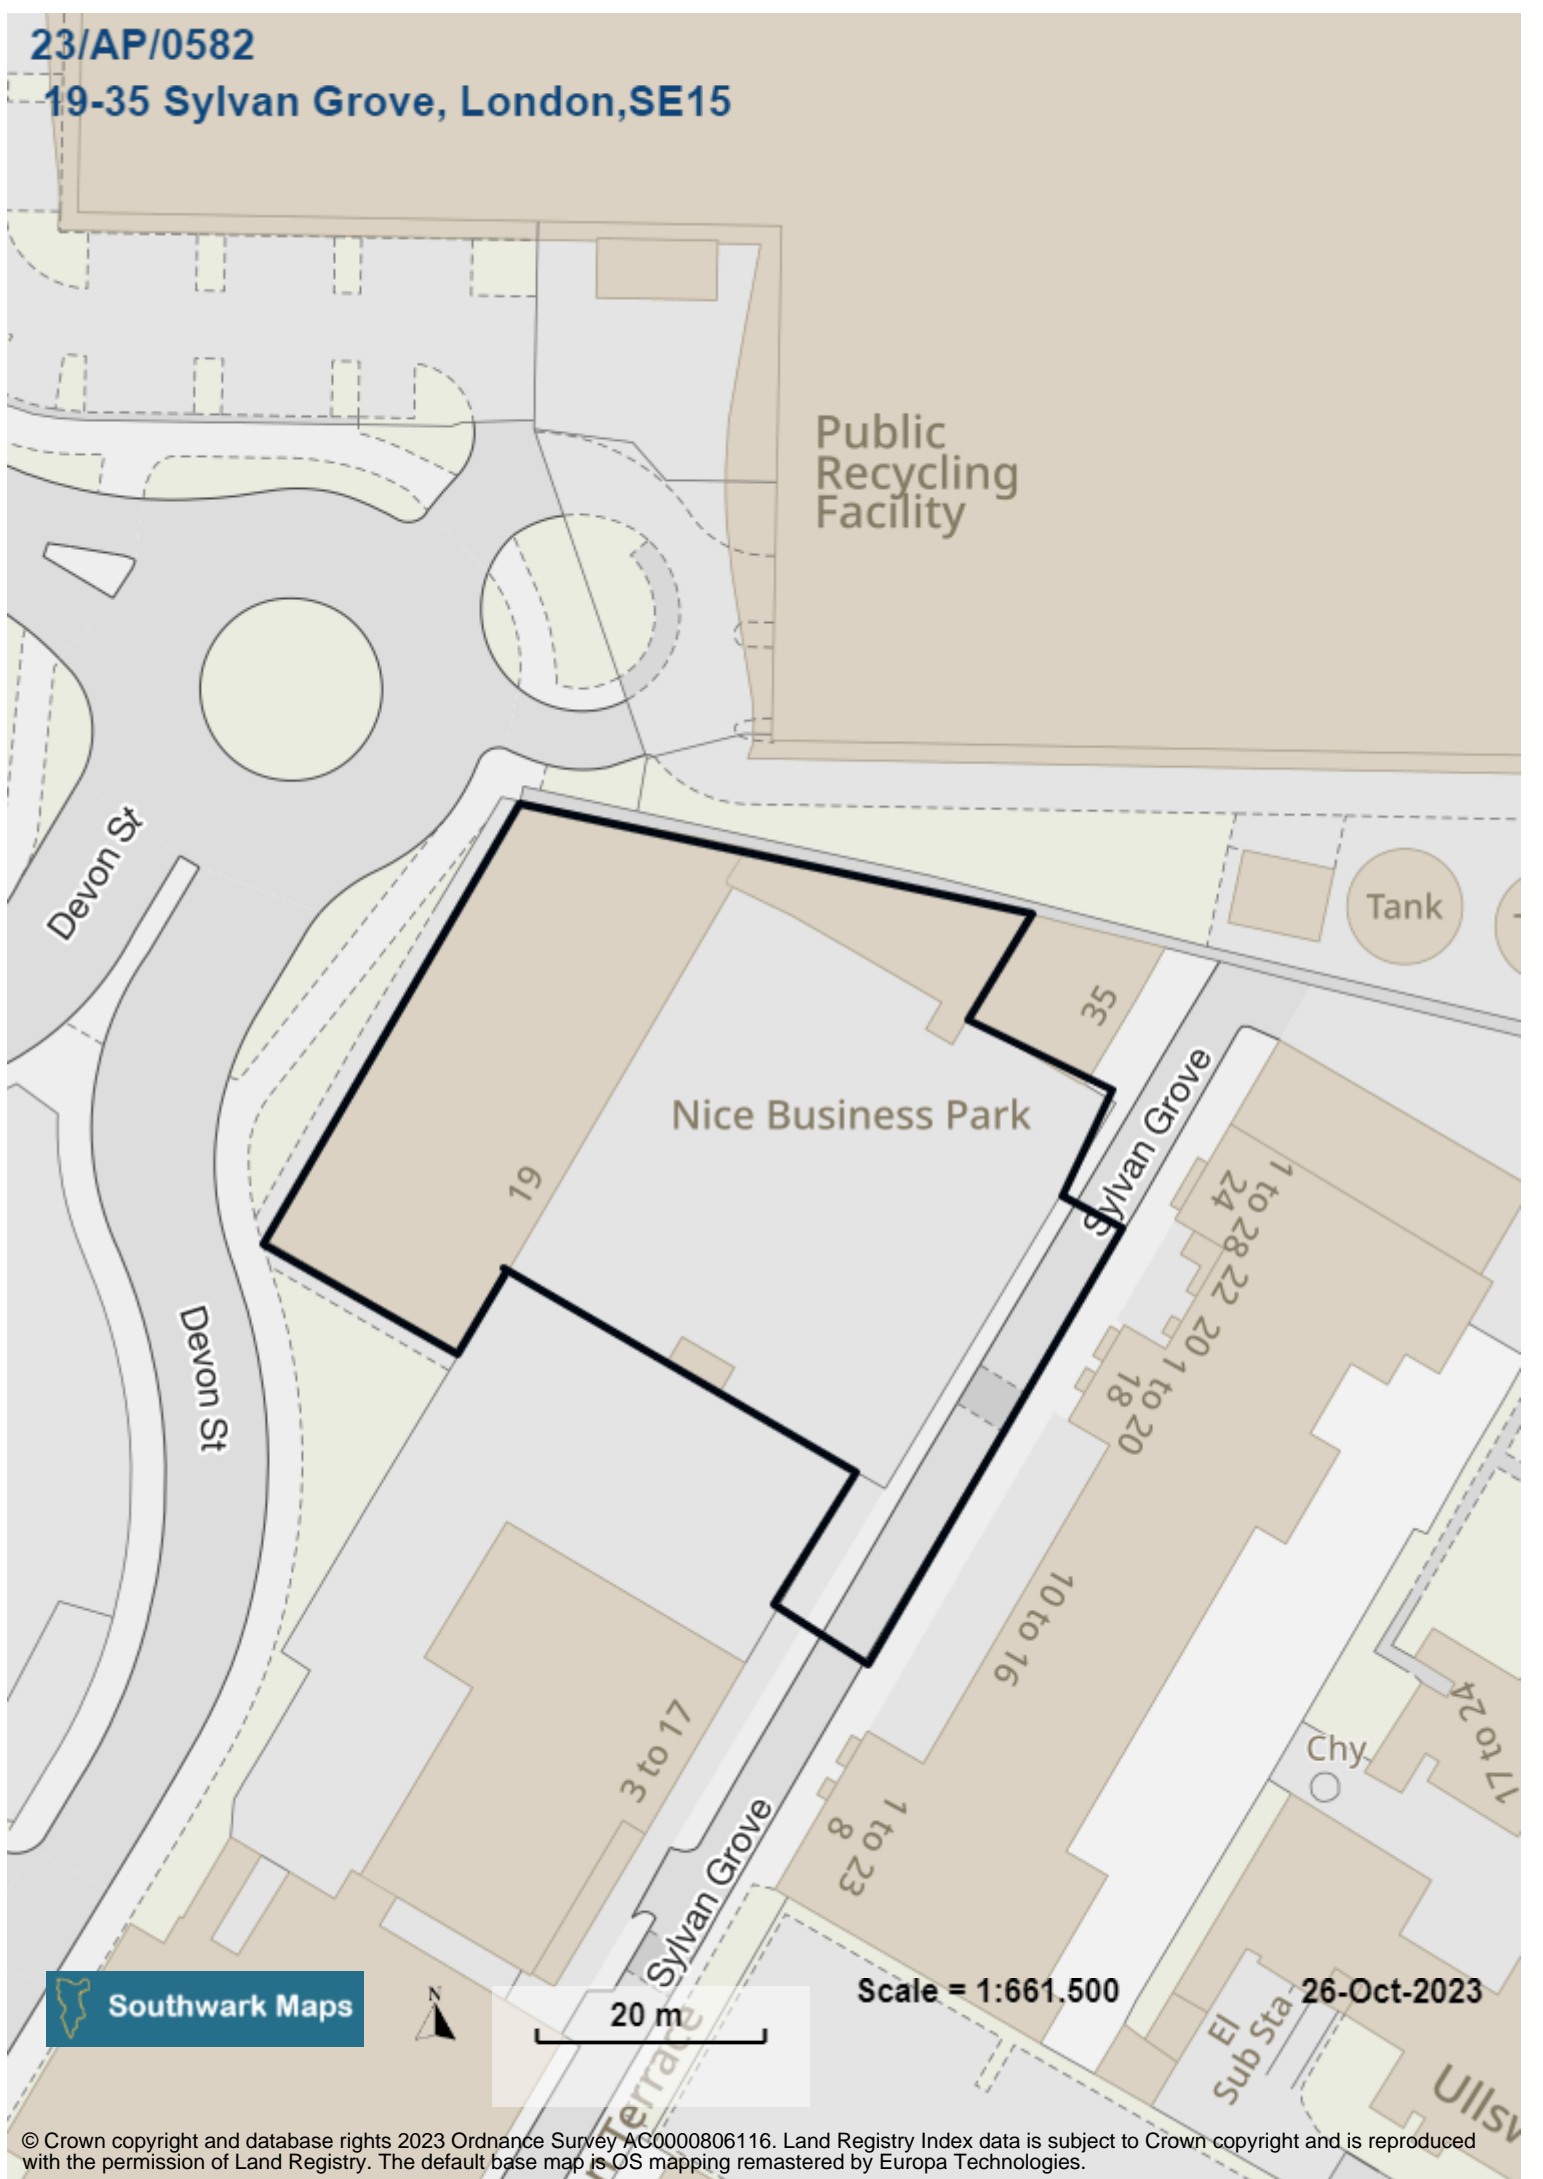 23/AP/0582
19-35 Sylvan Grove, London,SE15
Public
Recycling
Facility
Devon St
Tank
35
Nice Business Park
Sylvan Grove
19
1 to 28
24
22
20
1 to 20
18
Devon St
10 to 16
3 to 17
17 to 24
Chy
1 to 23
8
Sylvan Grove
El
Sub Sta
Terrace
Southwark Maps
N
20 m
Scale = 1:661.500
26-Oct-2023
© Crown copyright and database rights 2023 Ordnance Survey AC0000806116. Land Registry Index data is subject to Crown copyright and is reproduced
with the permission of Land Registry. The default base map is OS mapping remastered by Europa Technologies.